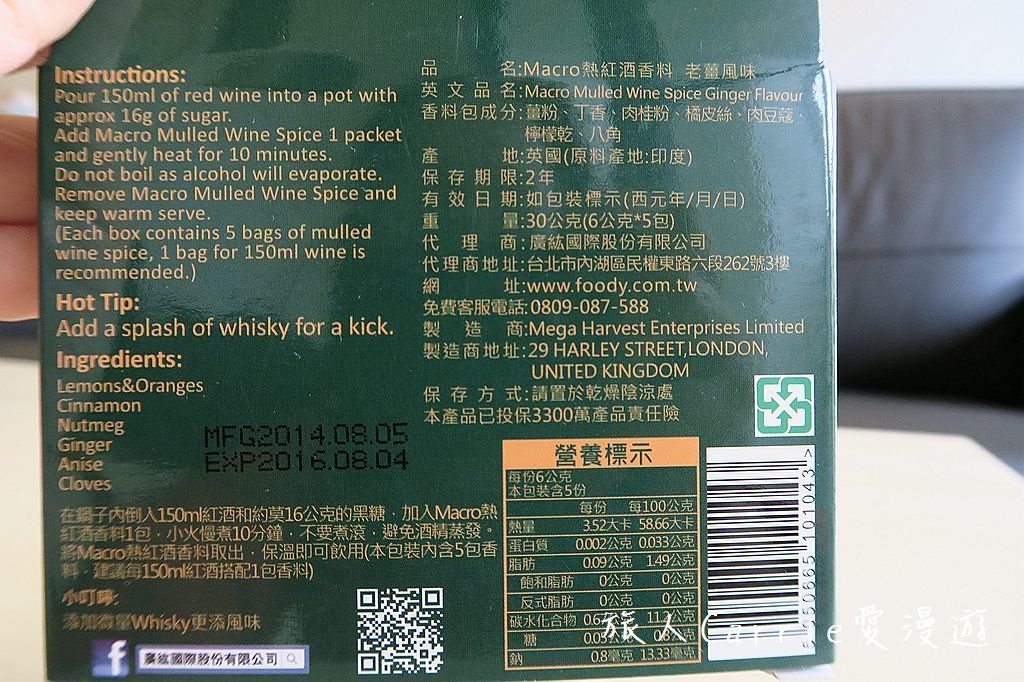 Instructions:
Pour 150ml of red wine into a pot with
approx 16g of sugar.
Add Macro Mulled Wine Spice 1 packet
and gently heat for 10 minutes.
Do not boil as alcohol will evaporate.
Remove Macro Mulled Wine Spice and
keep warm serve.
(Each box contains 5 bags of mulled
wine spice, 1 bag for 150ml wine is
recommended.)
Hot Tip:
Add a splash of whisky for a kick.
Ingredients:
Lemons&Oranges
Cinnamon
Nutmeg
Ginger
Anise
Cloves
MFG2014.08.05
EXP2016.08.04
在鍋子內倒入150ml紅酒和約莫16公克的黑糖，加入Macro熱
紅酒香料1包，小火慢煮10分鐘，不要煮滾，避免酒精蒸發。
將Macro熱紅酒香料取出，保溫即可飲用(本包裝內含5包香
料，建議每150ml紅酒搭配1包香料)
小叮嚀:
添加微量Whisky更添風味
f 廣紘國際股份有限公司
品名:Macro熱紅酒香料 老薑風味
英文品名:Macro Mulled Wine Spice Ginger Flavour
香料包成分:薑粉、丁香、肉桂粉、橘皮絲、肉豆蔻、
檸檬乾、八角
產地:英國(原料產地:印度)
保存期限:2年
有效日期:如包裝標示(西元年/月/日)
重量:30公克(6公克*5包)
代理商:廣紘國際股份有限公司
代理商地址:台北市內湖區民權東路六段262號3樓
網址:www.foody.com.tw
免費客服電話:0809-087-588
製造商:Mega Harvest Enterprises Limited
製造商地址:29 HARLEY STREET,LONDON,
UNITED KINGDOM
保存方式:請置於乾燥陰涼處
本產品已投保3300萬產品責任險
營養標示
每份6公克
本包裝含5份
每份 每100公克
熱量 3.52大卡 58.66大卡
蛋白質 0.002公克 0.033公克
脂肪 0.09公克 1.49公克
飽和脂肪 0公克 0公克
反式脂肪 0公克 0公克
碳水化合物
糖
鈉 0.8毫克 13.33毫克
旅人Carrie愛漫遊